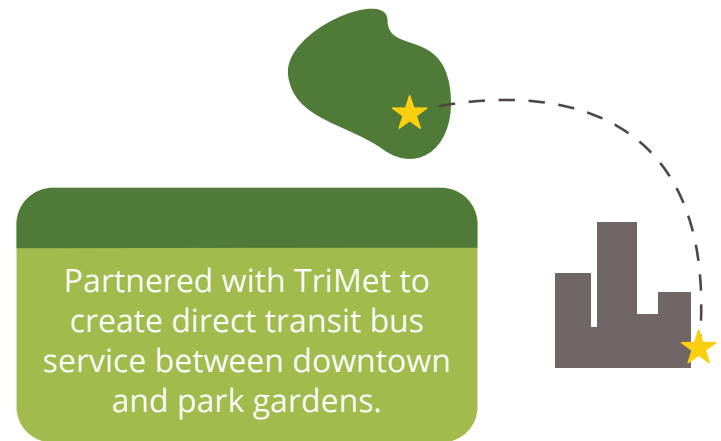 Partnered with TriMet to
create direct transit bus
service between downtown
and park gardens.